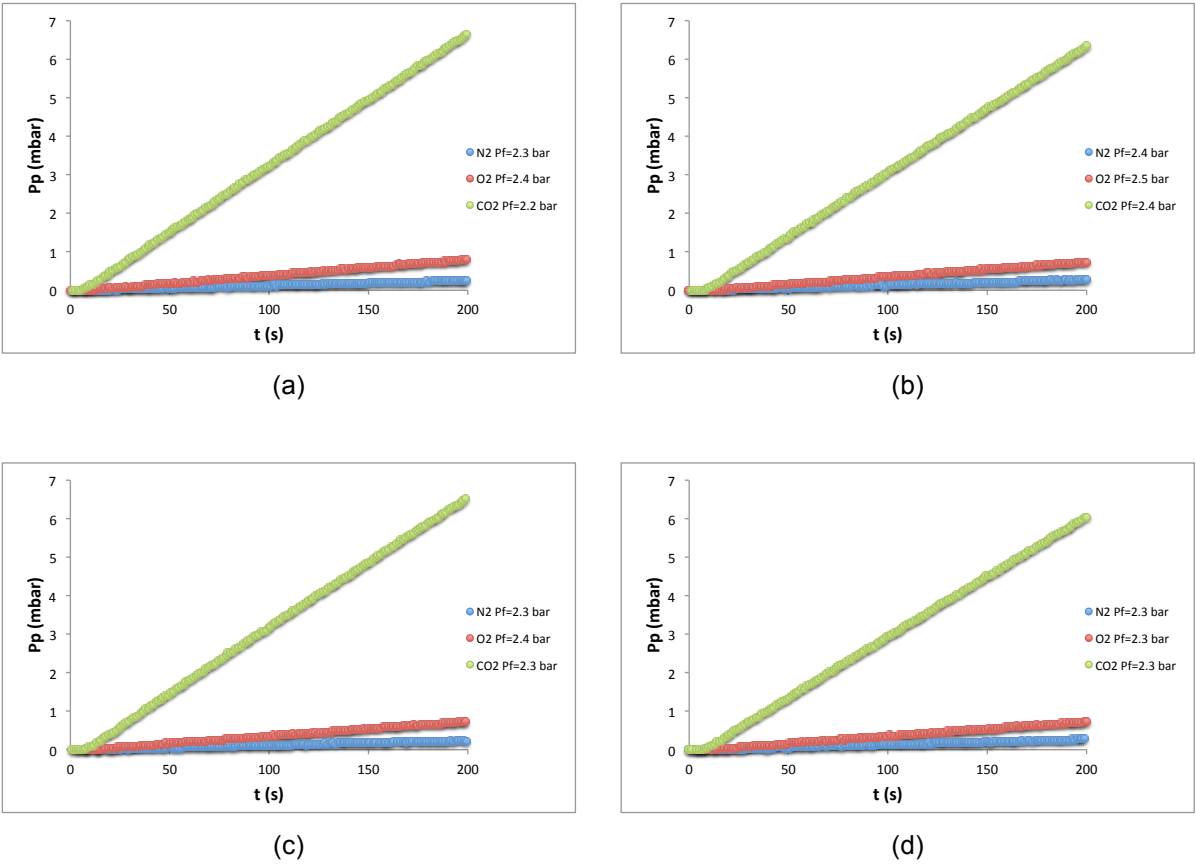 7
6
5
4
3
2
1
0
Pp (mbar)
0 50 100 150 200
t (s)
N2 Pf=2.3 bar
O2 Pf=2.4 bar
CO2 Pf=2.2 bar
(a)
7
6
5
4
3
2
1
0
Pp (mbar)
0 50 100 150 200
t (s)
N2 Pf=2.4 bar
O2 Pf=2.5 bar
CO2 Pf=2.4 bar
(b)
7
6
5
4
3
2
1
0
Pp (mbar)
0 50 100 150 200
t (s)
N2 Pf=2.3 bar
O2 Pf=2.4 bar
CO2 Pf=2.3 bar
(c)
7
6
5
4
3
2
1
0
Pp (mbar)
0 50 100 150 200
t (s)
N2 Pf=2.3 bar
O2 Pf=2.3 bar
CO2 Pf=2.3 bar
(d)